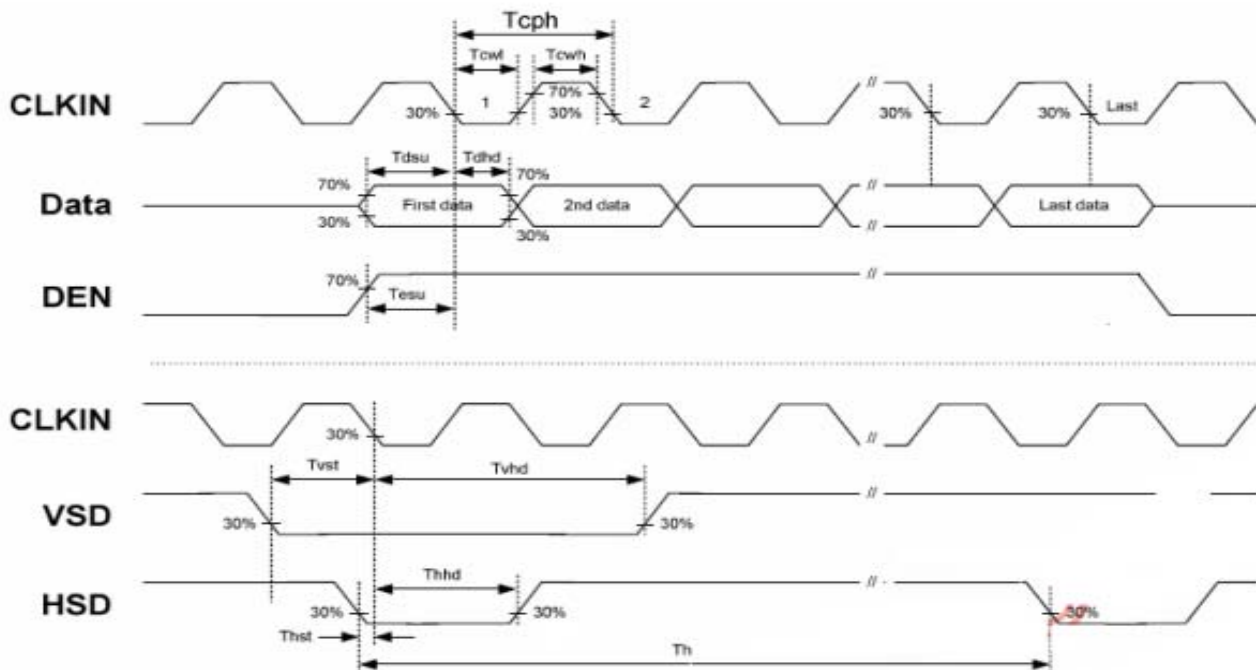 Tcph
Tcwl Tcwh
CLKIN 30% 1 70% 30% 2 30% 30% Last
Tdsu Tdhd
70% 70%
Data First data 2nd data // Last data
30% 30%
70%
DEN Tesu //
CLKIN 30% //
Tvst Tvhd
VSD 30% 30% //
Thhd
HSD 30% 30% // 30%
Thst
Th